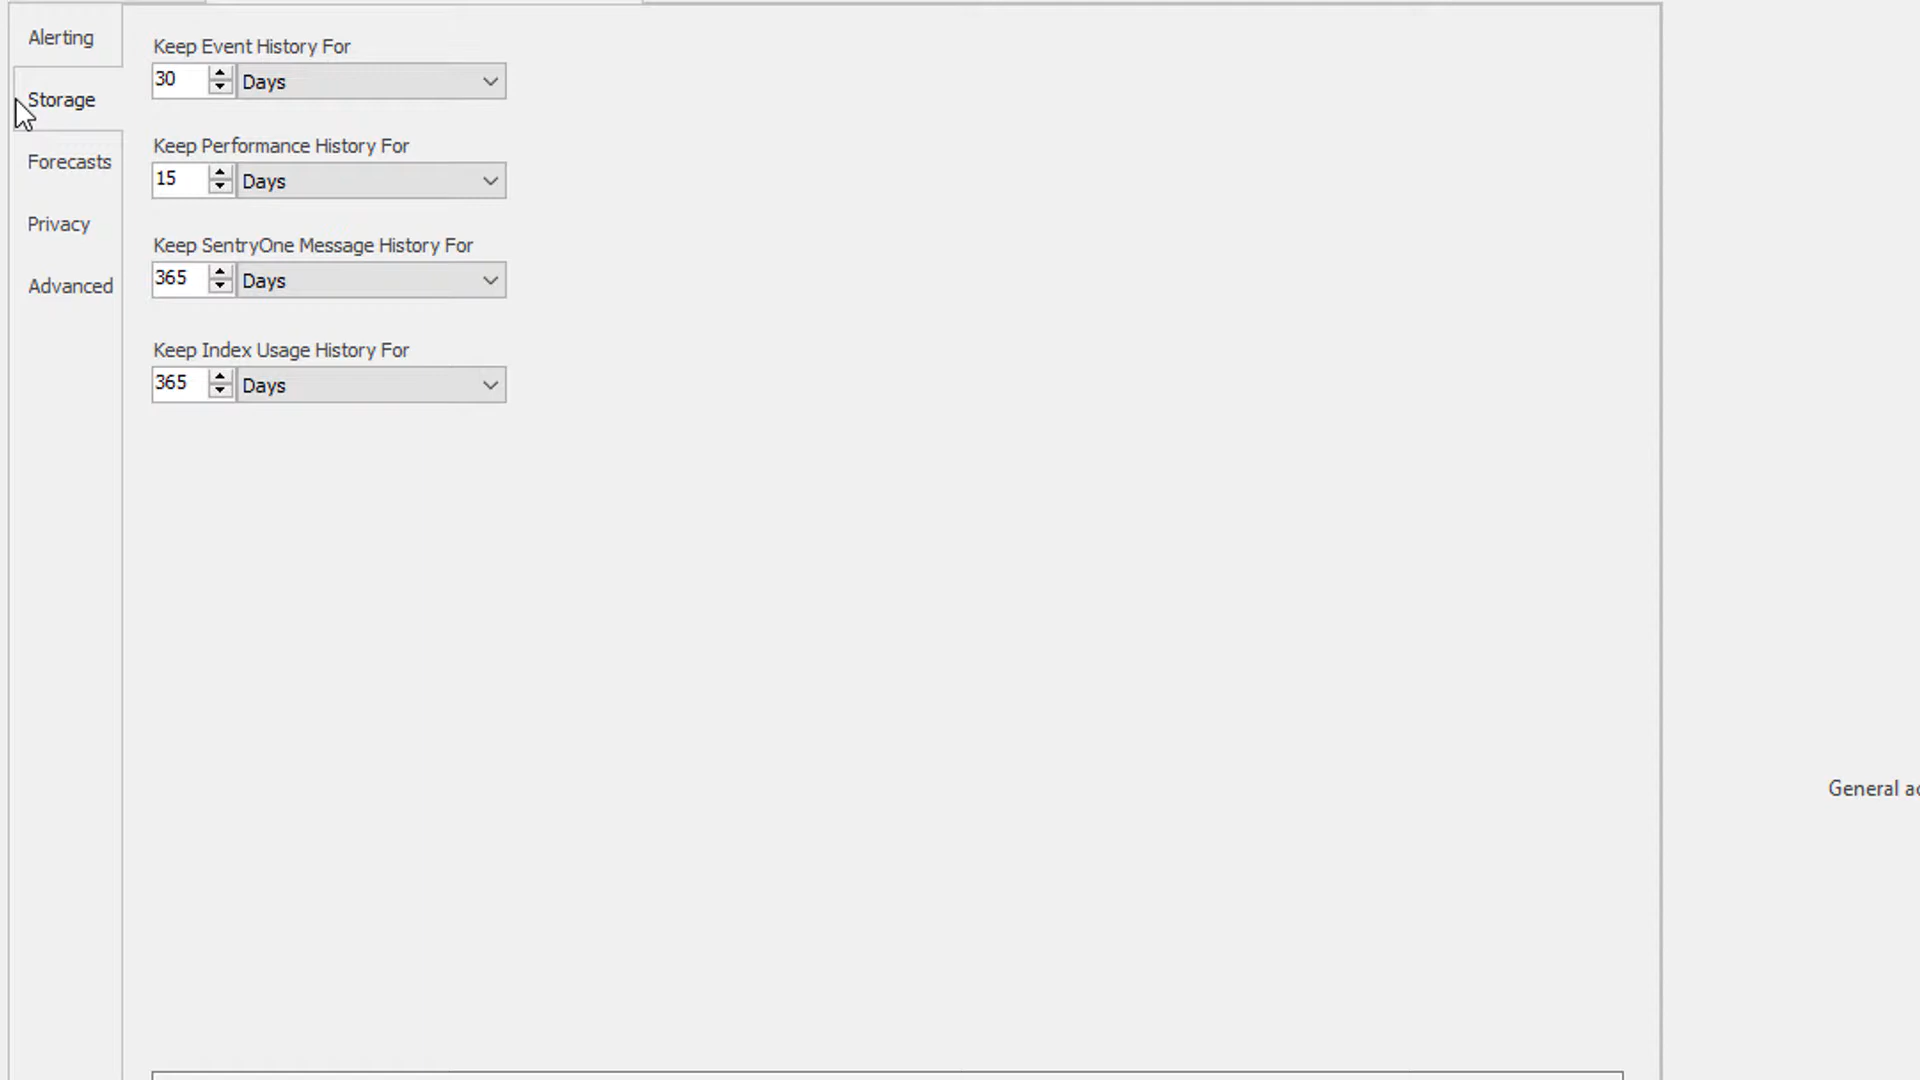 Alerting
Storage
Forecasts
Privacy
Advanced
Keep Event History For
30 Days
Keep Performance History For
15 Days
Keep SentryOne Message History For
365 Days
Keep Index Usage History For
365 Days
General